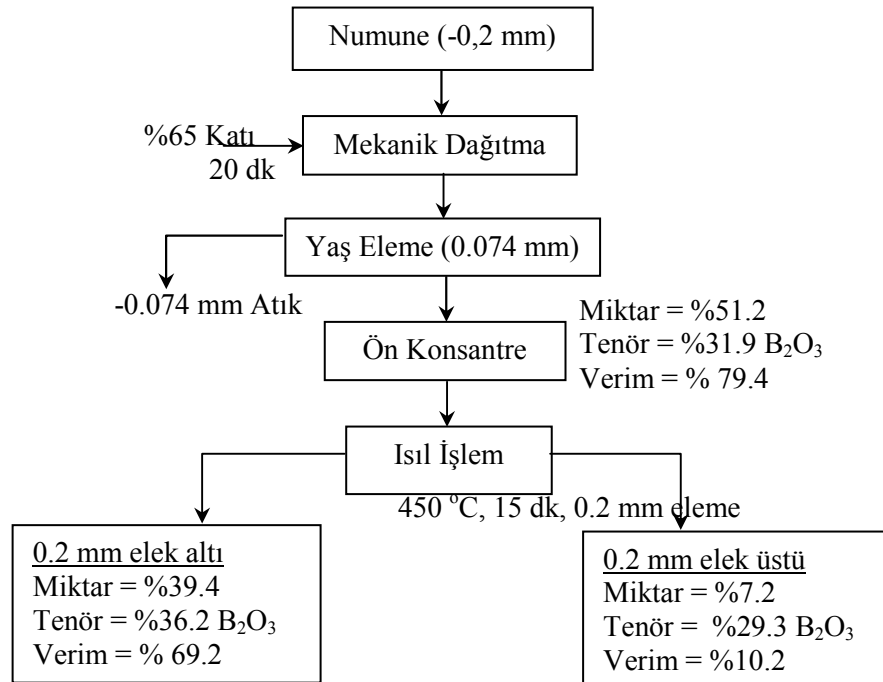 Numune (-0,2 mm)
%65 Katı
20 dk
Mekanik Dağıtma
Yaş Eleme (0.074 mm)
-0.074 mm Atık
Ön Konsantre
Miktar = %51.2
Tenör = %31.9 B₂O₃
Verim = % 79.4
Isıl İşlem
450 °C, 15 dk, 0.2 mm eleme
0.2 mm elek altı
Miktar = %39.4
Tenör = %36.2 B₂O₃
Verim = % 69.2
0.2 mm elek üstü
Miktar = %7.2
Tenör = %29.3 B₂O₃
Verim = %10.2